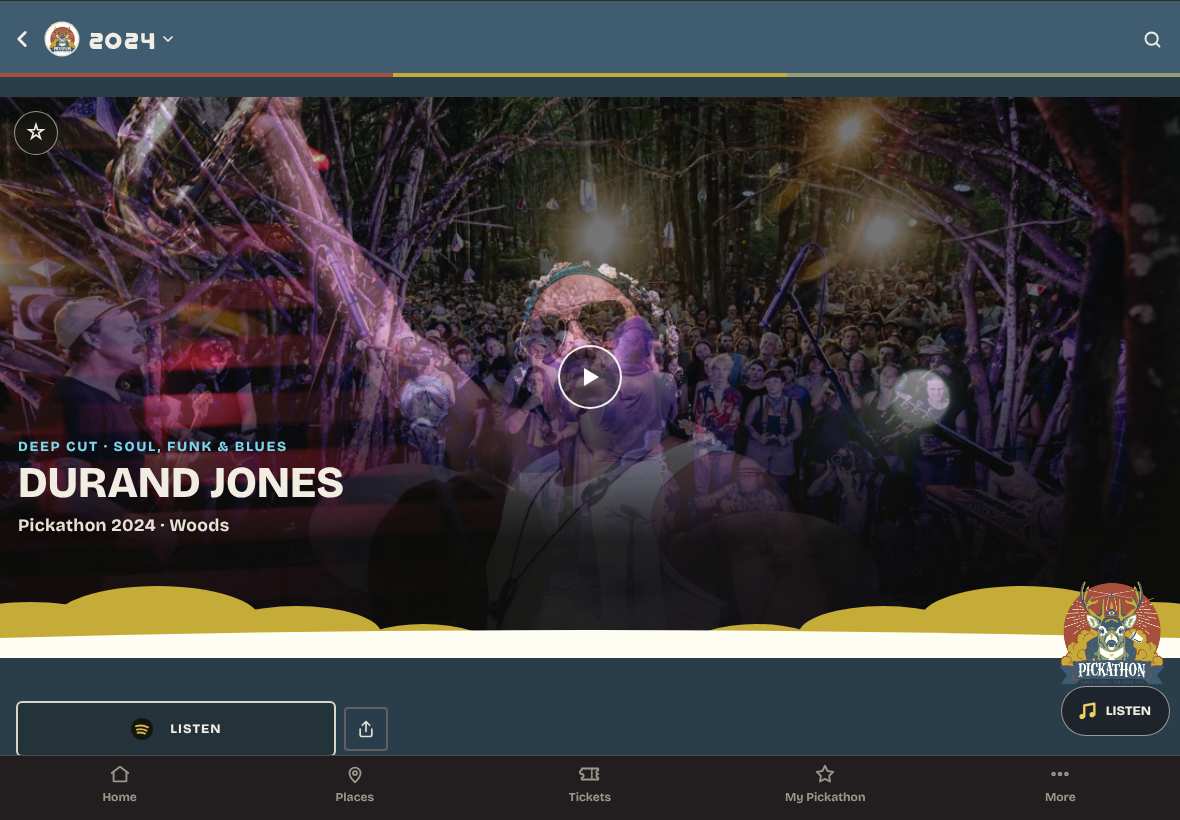 2024
DEEP CUT · SOUL, FUNK & BLUES
DURAND JONES
Pickathon 2024 · Woods
PICKATHON
LISTEN
LISTEN
Home
Places
Tickets
My Pickathon
More